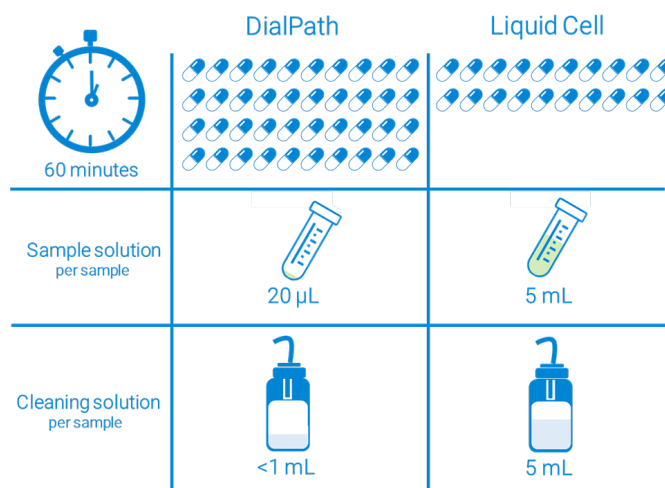 DialPath
Liquid Cell
60 minutes
Sample solution
per sample
20 µL
5 mL
Cleaning solution
per sample
<1 mL
5 mL